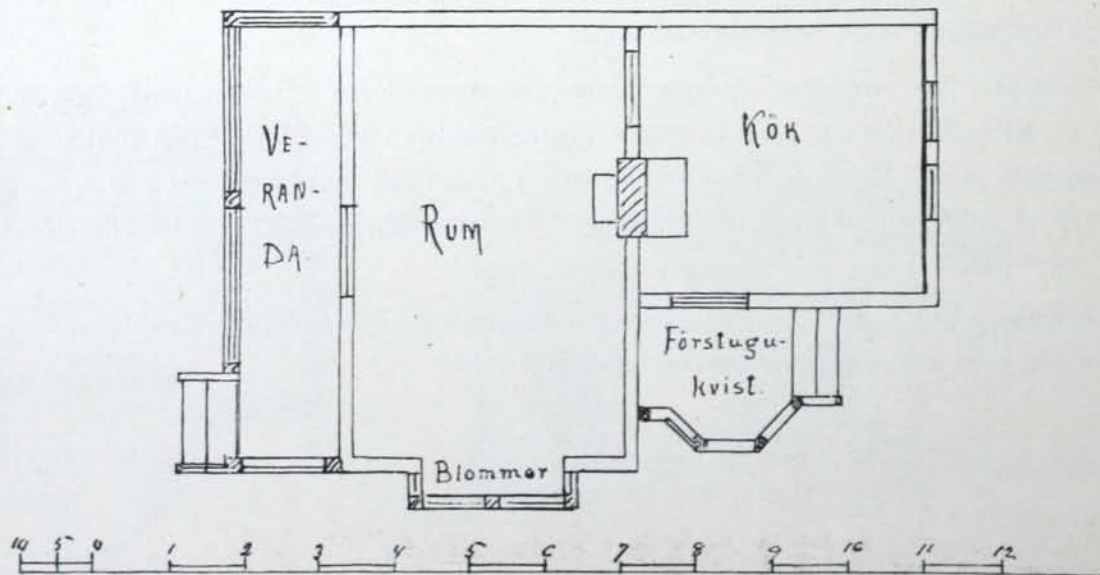 VE-
RAN-
DA.
RUM
KÖK
Förstugu-
kvist.
Blommor
10 5 0 1 2 3 4 5 6 7 8 9 10 11 12